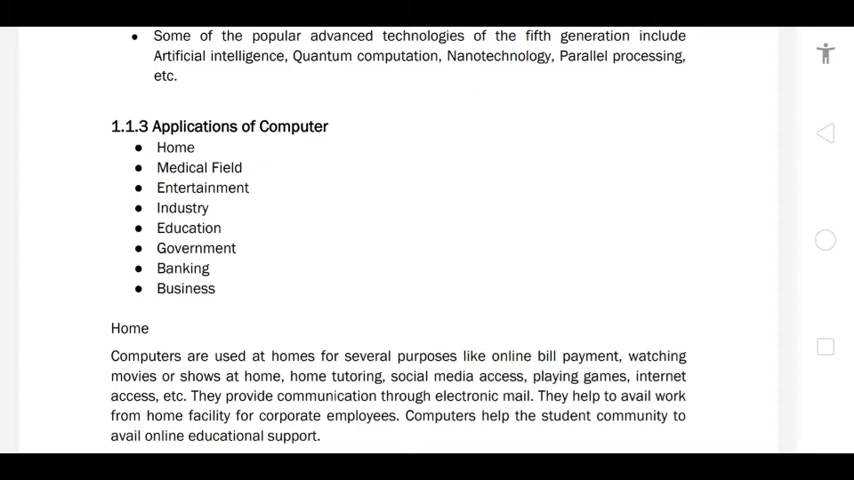 • Some of the popular advanced technologies of the fifth generation include
Artificial intelligence, Quantum computation, Nanotechnology, Parallel processing,
etc.
1.1.3 Applications of Computer
• Home
• Medical Field
• Entertainment
• Industry
• Education
• Government
• Banking
• Business
Home
Computers are used at homes for several purposes like online bill payment, watching
movies or shows at home, home tutoring, social media access, playing games, internet
access, etc. They provide communication through electronic mail. They help to avail work
from home facility for corporate employees. Computers help the student community to
avail online educational support.